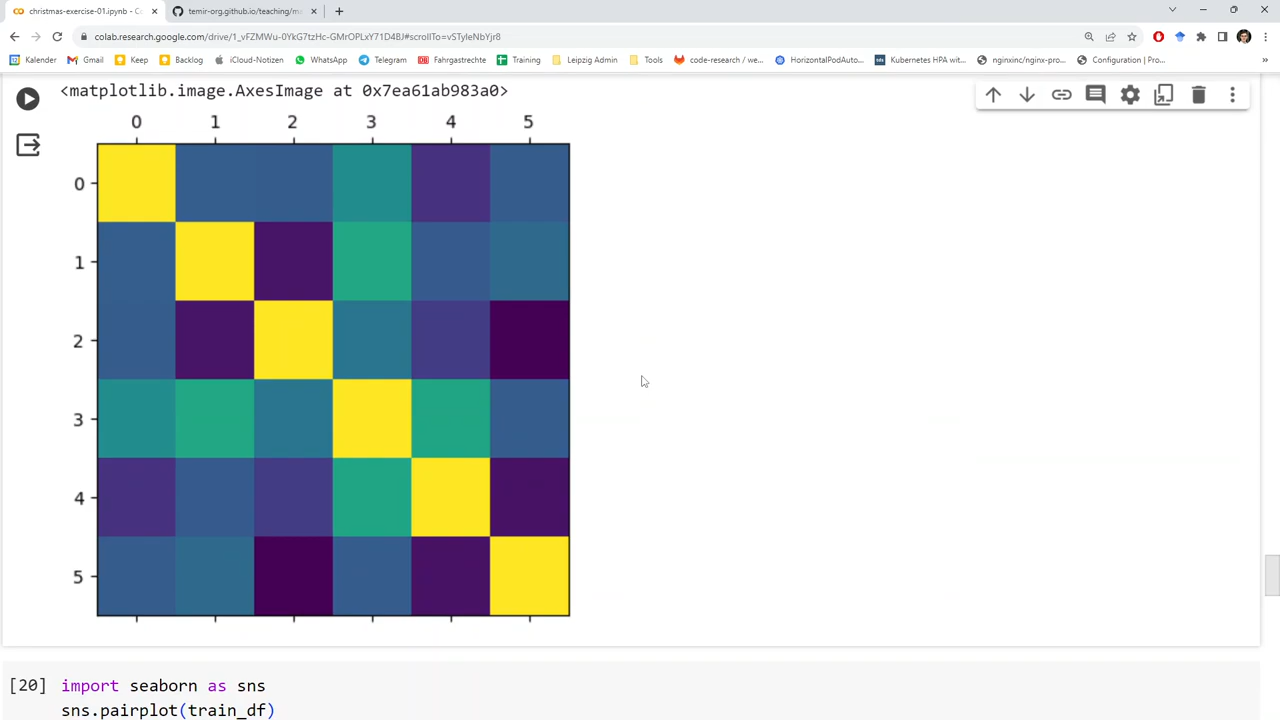 christmas-exercise-01.ipynb - Co
temir-org.github.io/teaching/ma
colab.research.google.com/drive/1_vFZMWu-0YkG7tzHc-GMrOPLxY71D4BJ#scrollTo=vSTyIeNbYjr8
Kalender Gmail Keep Backlog iCloud-Notizen WhatsApp Telegram Fahrgastrechte Training Leipzig Admin Tools code-research / we... HorizontalPodAuto... Kubernetes HPA wit... nginxinc/nginx-pro... Configuration | Pro... »
<matplotlib.image.AxesImage at 0x7ea61ab983a0>
0 1 2 3 4 5
0
1
2
3
4
5
[20] import seaborn as sns
sns.pairplot(train_df)